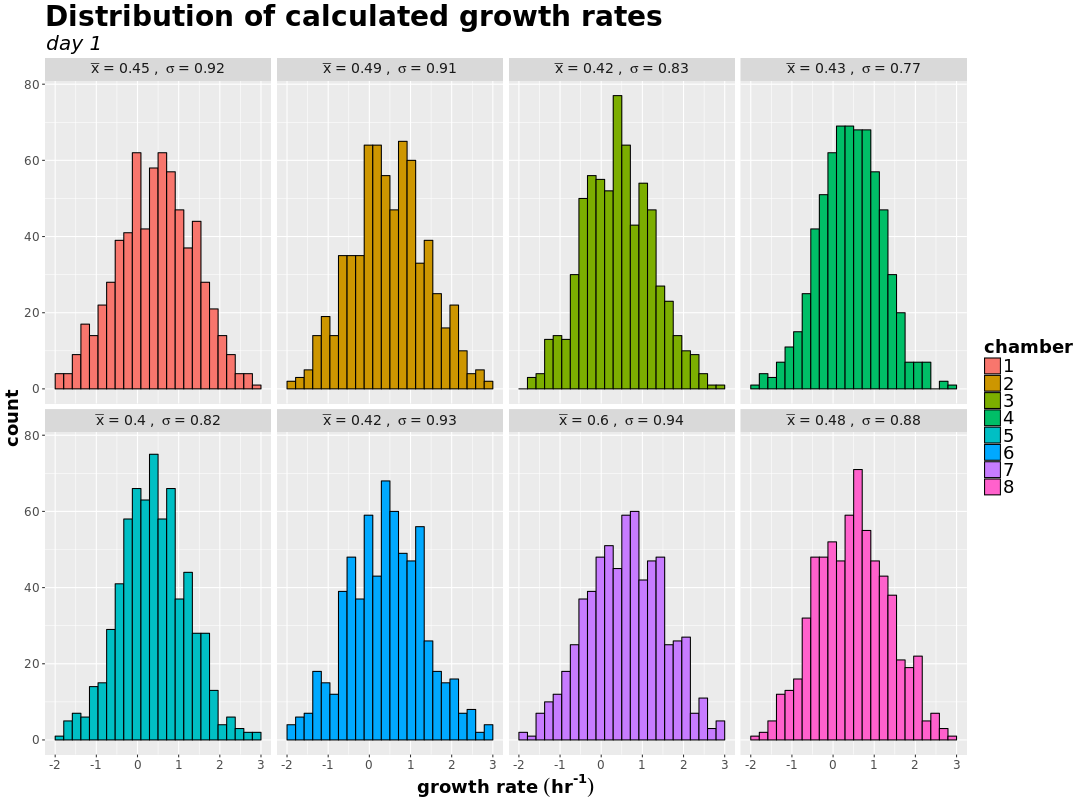 Distribution of calculated growth rates
day 1
x̅ = 0.45 , σ = 0.92
x̅ = 0.49 , σ = 0.91
x̅ = 0.42 , σ = 0.83
x̅ = 0.43 , σ = 0.77
80
60
40
20
0
x̅ = 0.4 , σ = 0.82
x̅ = 0.42 , σ = 0.93
x̅ = 0.6 , σ = 0.94
x̅ = 0.48 , σ = 0.88
80
60
40
20
0
-2 -1 0 1 2 3
-2 -1 0 1 2 3
-2 -1 0 1 2 3
-2 -1 0 1 2 3
count
growth rate (hr⁻¹)
chamber
1
2
3
4
5
6
7
8